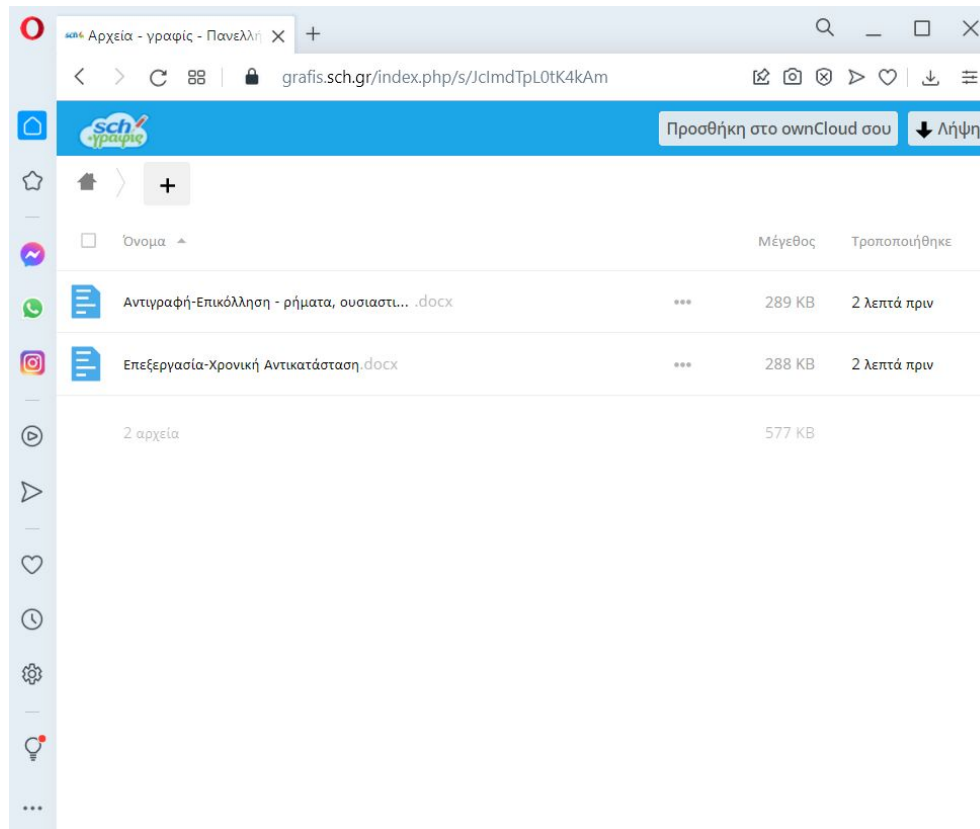 sch Αρχεία - γραφίς - Πανελλή
grafis.sch.gr/index.php/s/JcImdTpL0tK4kAm
sch
-γραφίς
Προσθήκη στο ownCloud σου
Λήψη
Όνομα
Μέγεθος
Τροποποιήθηκε
Αντιγραφή-Επικόλληση - ρήματα, ουσιαστι... .docx
289 KB
2 λεπτά πριν
Επεξεργασία-Χρονική Αντικατάσταση.docx
288 KB
2 λεπτά πριν
2 αρχεία
577 KB